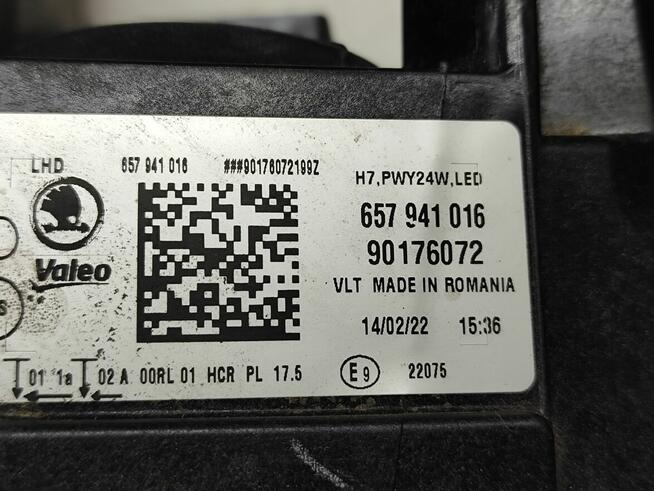 LHD 657 941 016 ###90176072199Z
H7,PWY24W,LED
657 941 016
90176072
Valeo
VLT MADE IN ROMANIA
14/02/22 15:36
01 1a 02 A 00RL 01 HCR PL 17.5 E9 22075